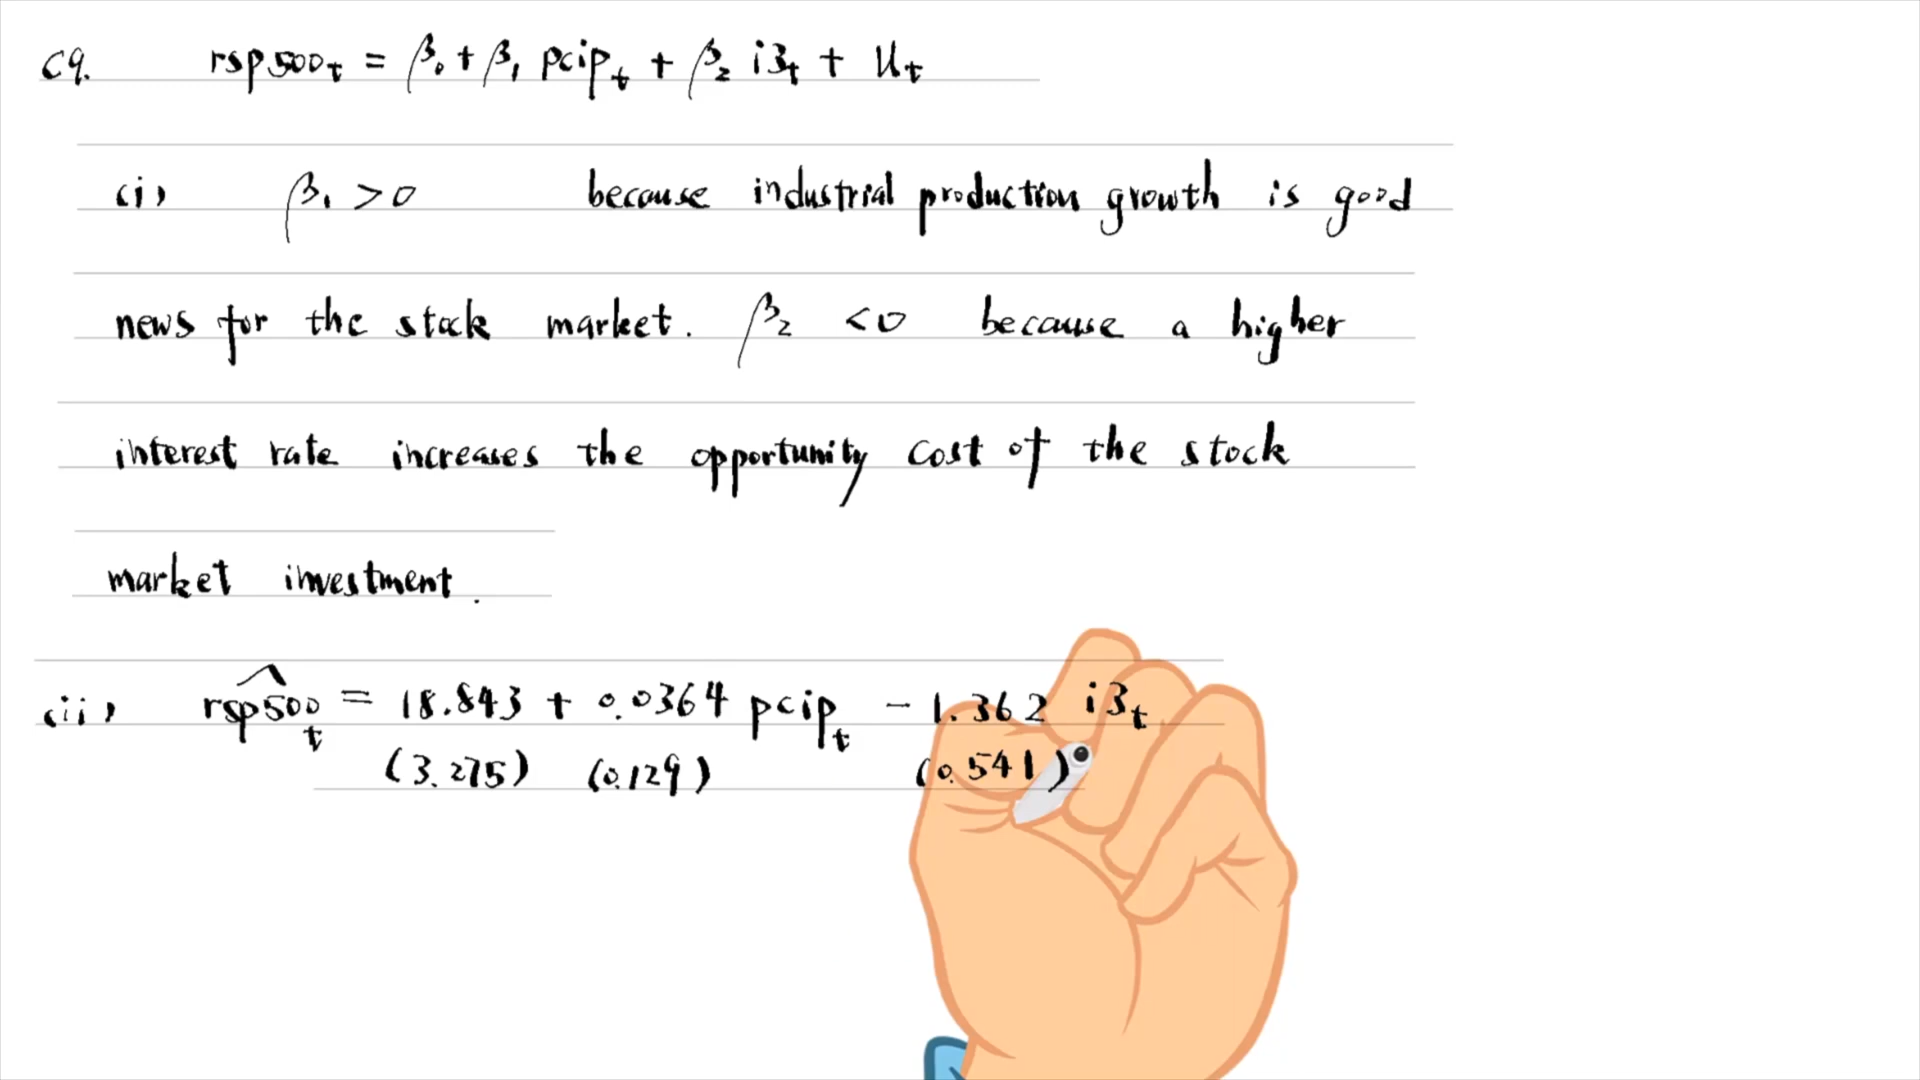 C9. rsp500ₜ = β₀ + β₁ pcipₜ + β₂ i3ₜ + uₜ
(i) β₁ > 0 because industrial production growth is good
news for the stock market. β₂ < 0 because a higher
interest rate increases the opportunity cost of the stock
market investment.
(ii) r̂sp500ₜ = 18.843 + 0.0364 pcipₜ - 1.362 i3ₜ
(3.275) (0.129) (0.541)